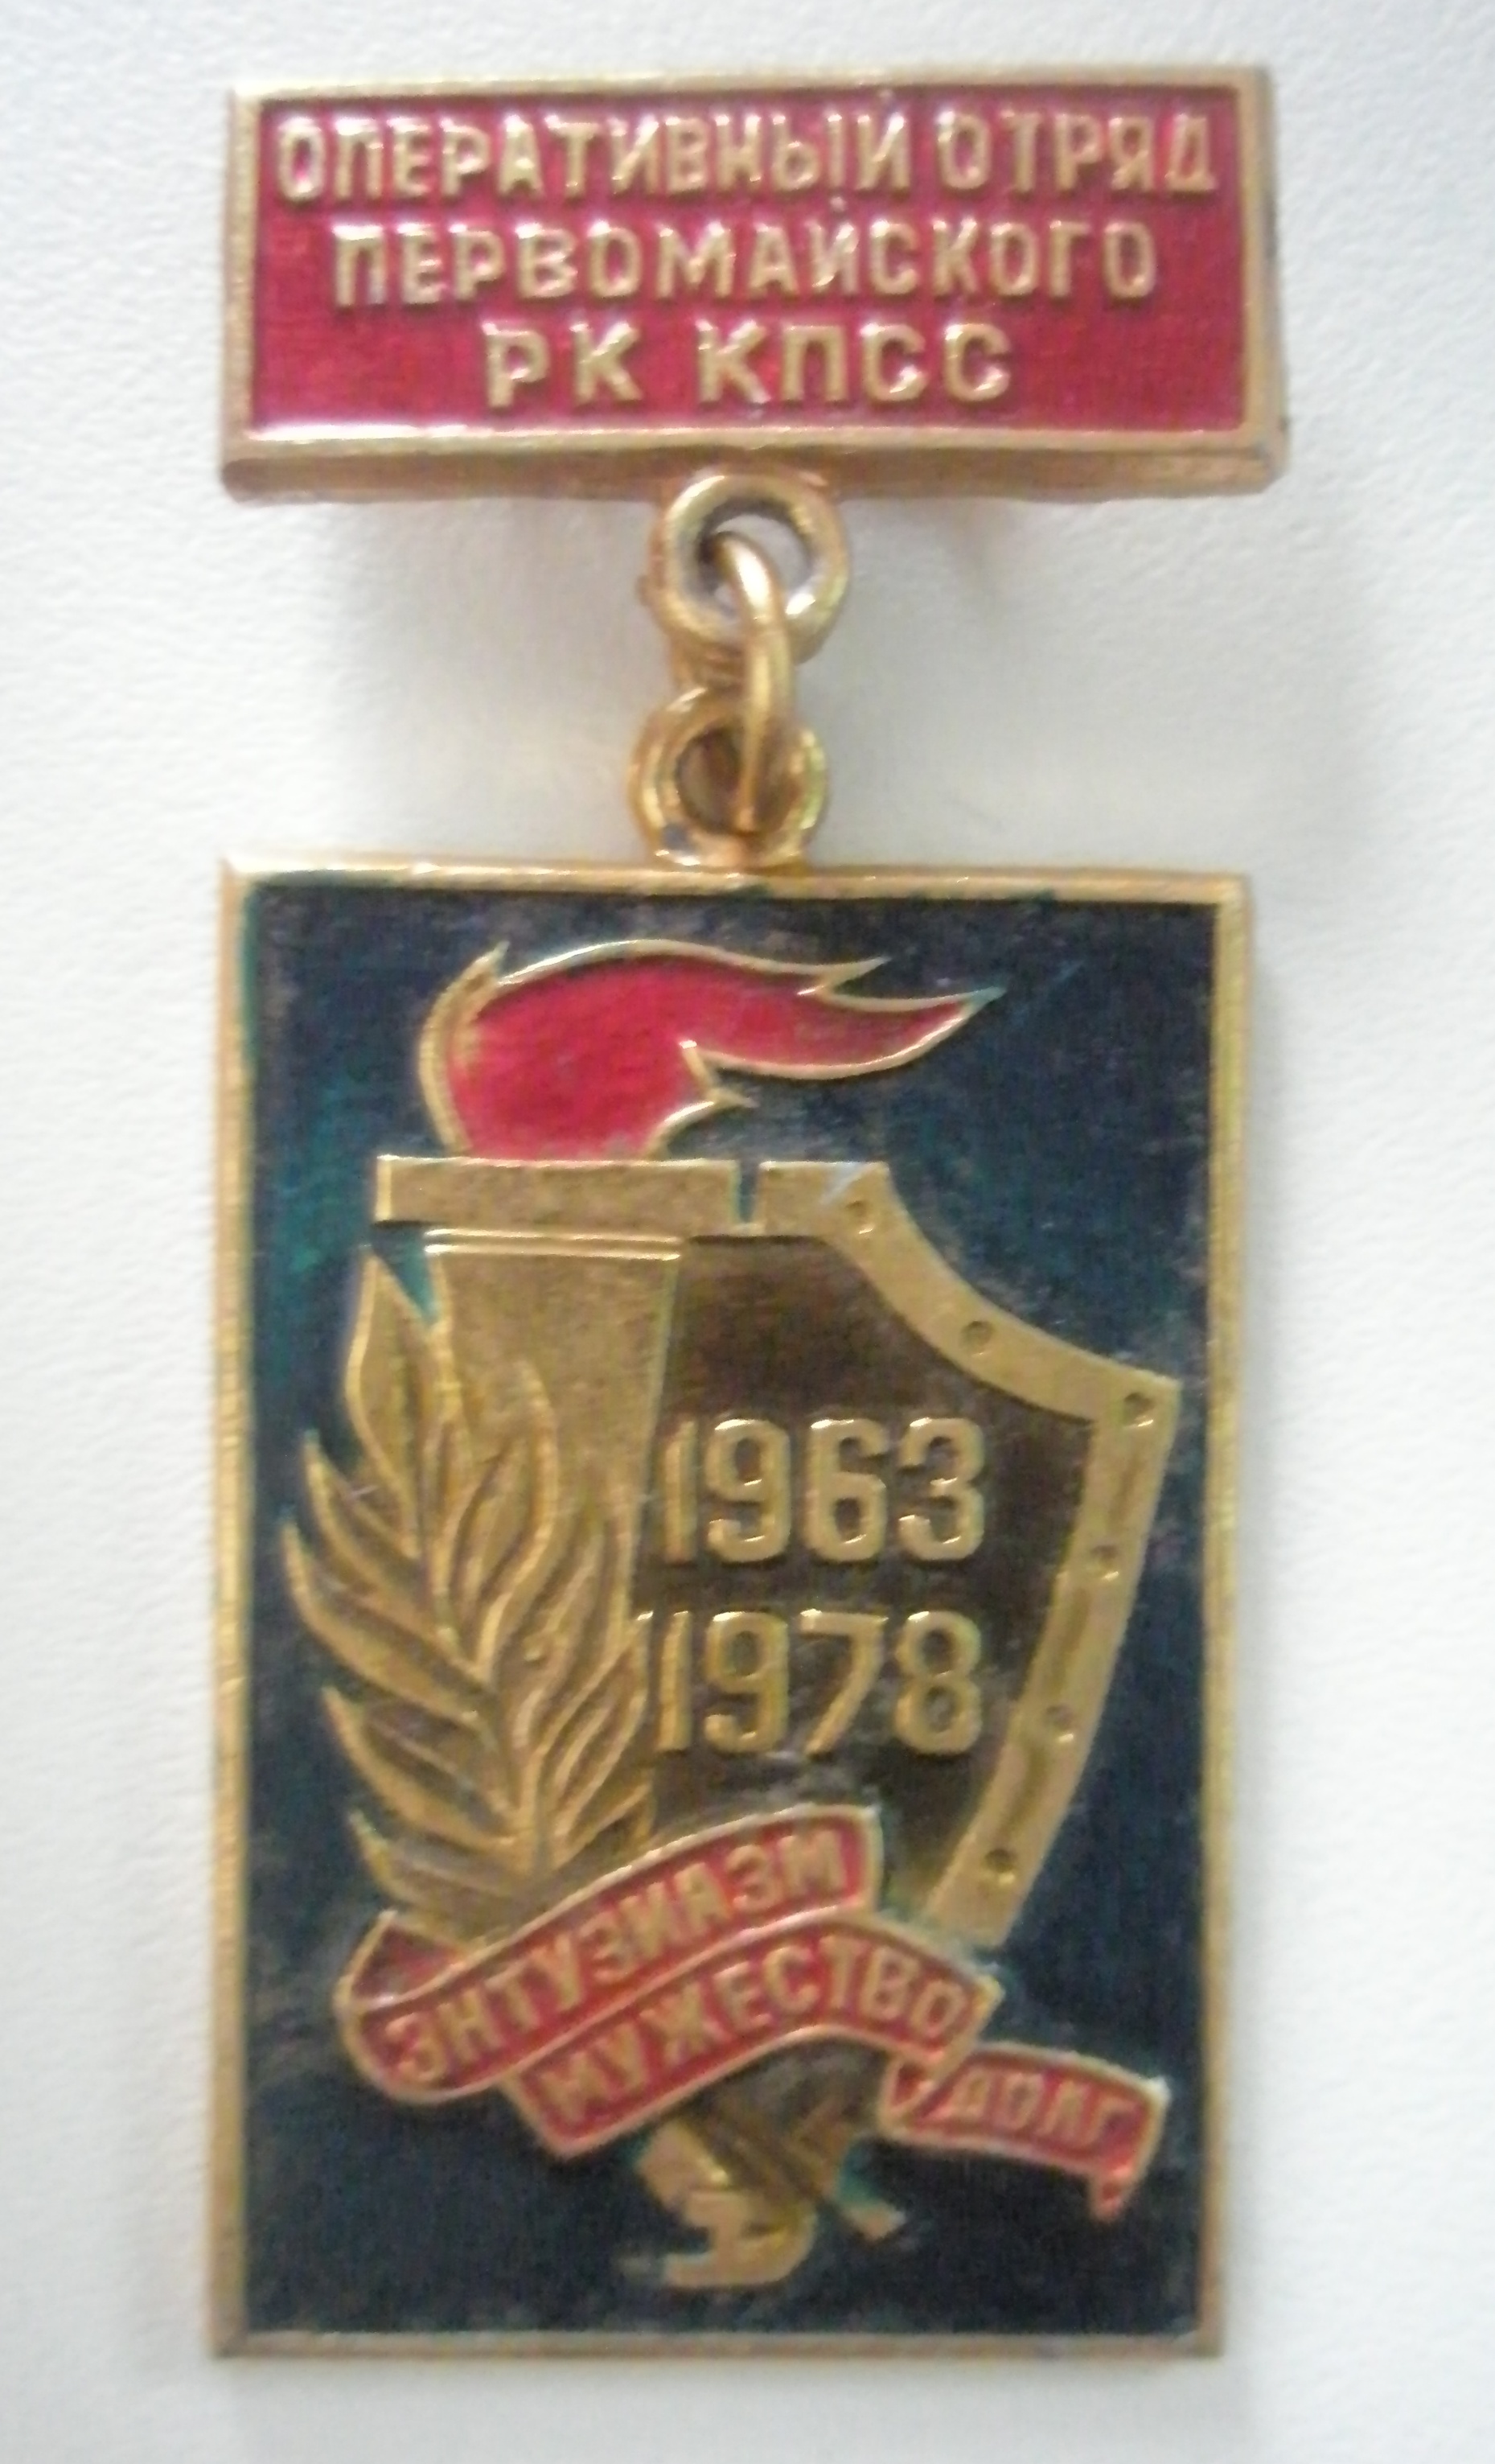 ОПЕРАТИВНЫЙ ОТРЯД
ПЕРВОМАЙСКОГО
РК КПСС
1963
1978
ЭНТУЗИАЗМ
МУЖЕСТВО
ДОЛГ